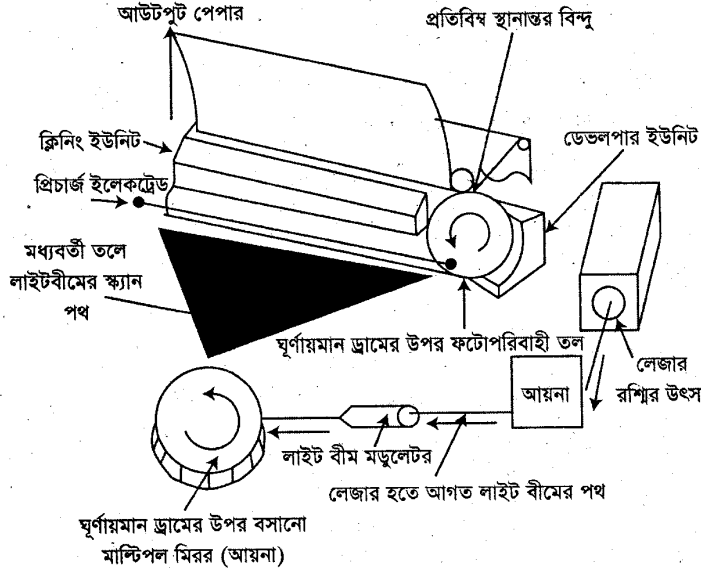 আউটপুট পেপার
প্রতিবিম্ব স্থানান্তর বিন্দু
ক্লিনিং ইউনিট
ডেভলপার ইউনিট
প্রিচার্জ ইলেকট্রেড
মধ্যবর্তী তলে
লাইটবীমের স্ক্যান
পথ
ঘূর্ণায়মান ড্রামের উপর ফটোপরিবাহী তল
লেজার
রশ্মির উৎস
আয়না
লাইট বীম মডুলেটর
লেজার হতে আগত লাইট বীমের পথ
ঘূর্ণায়মান ড্রামের উপর বসানো
মাল্টিপল মিরর (আয়না)